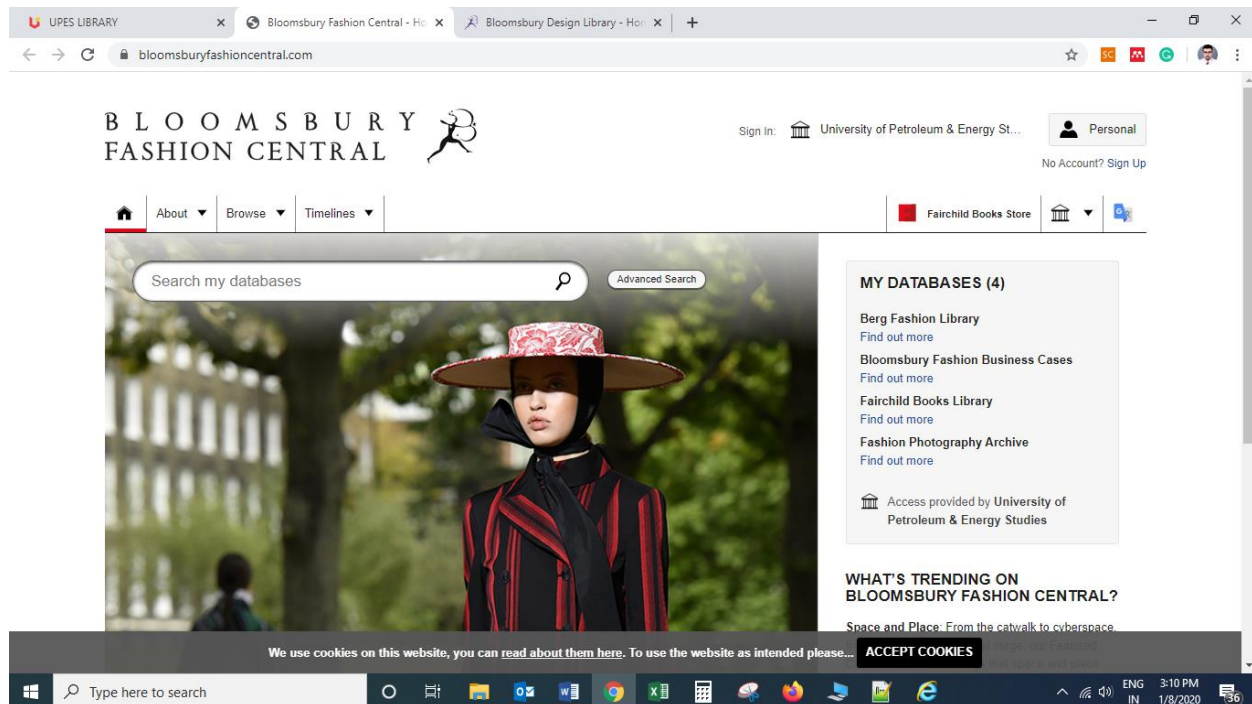 UPES LIBRARY
Bloomsbury Fashion Central - Ho
Bloomsbury Design Library - Hon
bloomsburyfashioncentral.com
BLOOMSBURY
FASHION CENTRAL
Sign In:
University of Petroleum & Energy St...
Personal
No Account? Sign Up
About
Browse
Timelines
Fairchild Books Store
Search my databases
Advanced Search
MY DATABASES (4)
Berg Fashion Library
Find out more
Bloomsbury Fashion Business Cases
Find out more
Fairchild Books Library
Find out more
Fashion Photography Archive
Find out more
Access provided by University of
Petroleum & Energy Studies
WHAT'S TRENDING ON
BLOOMSBURY FASHION CENTRAL?
Space and Place: From the catwalk to cyberspace,
We use cookies on this website, you can read about them here. To use the website as intended please...
ACCEPT COOKIES
Type here to search
ENG
IN
3:10 PM
1/8/2020
36